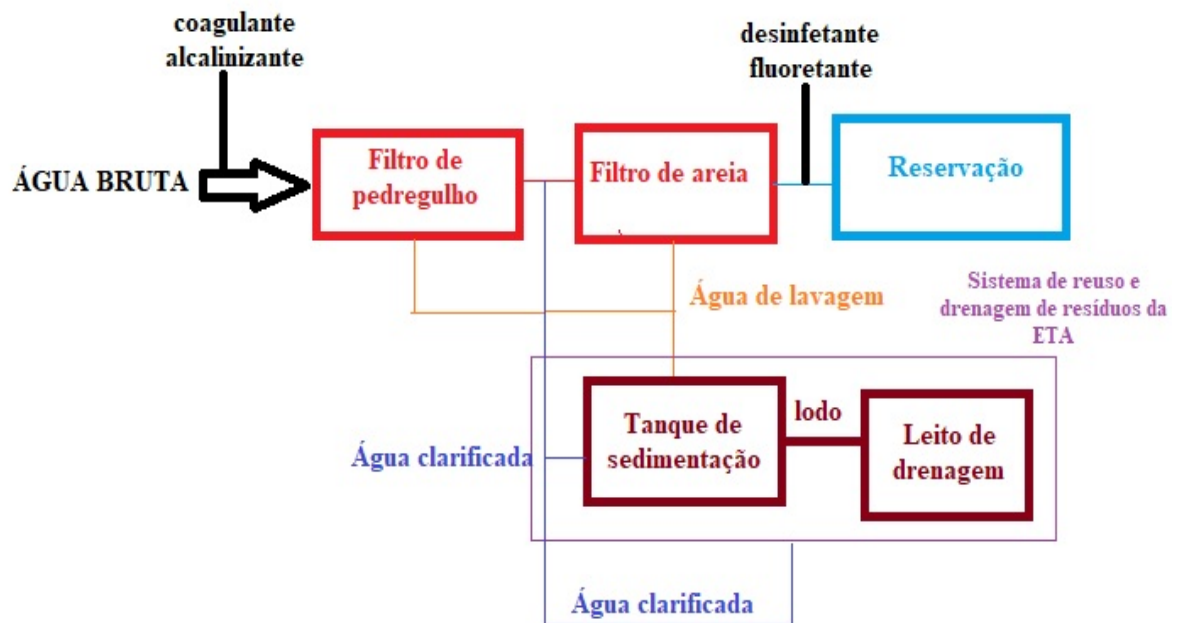 coagulante
alcalinizante
desinfetante
fluoretante
ÁGUA BRUTA
Filtro de
pedregulho
Filtro de areia
Reservação
Água de lavagem
Sistema de reuso e
drenagem de resíduos da
ETA
Tanque de
sedimentação
lodo
Leito de
drenagem
Água clarificada
Água clarificada